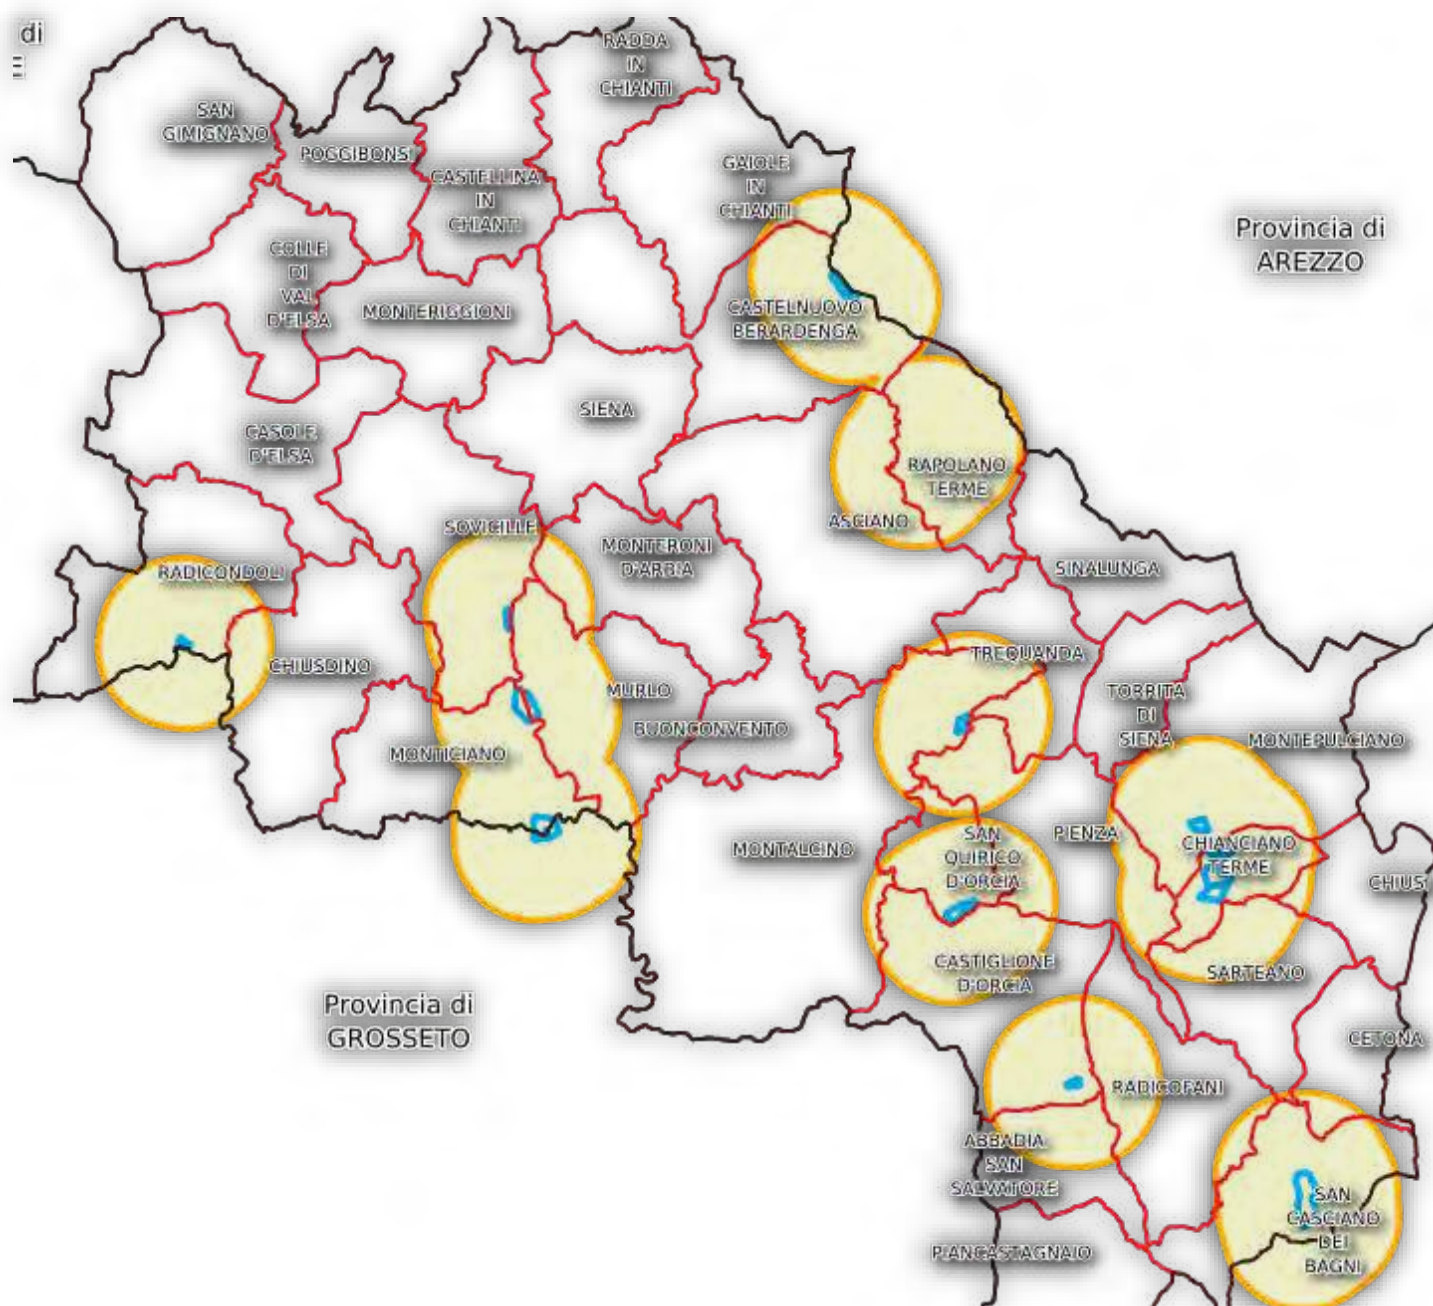 di
RADDA
IN
CHIANTI
SAN
GIMIGNANO
POGGIBONSI
CASTELLINA
IN
CHIANTI
GAIOLE
IN
CHIANTI
Provincia di
AREZZO
COLLE
DI
VAL
D'ELSA
MONTERIGGIONI
CASTELNUOVO
BERARDENGA
SIENA
CASOLE
D'ELSA
RAPOLANO
TERME
ASCIANO
SOVICILLE
MONTERONI
D'ARBIA
SINALUNGA
RADICONDOLI
CHIUSDINO
TREQUANDA
MURLO
TORRITA
DI
SIENA
BUONCONVENTO
MONTICIANO
MONTEPULCIANO
MONTALCINO
SAN
QUIRICO
D'ORCIA
PIENZA
CHIANCIANO
TERME
CHIUS
CASTIGLIONE
D'ORCIA
SARTEANO
Provincia di
GROSSETO
CETONA
RADICOFANI
ABBADIA
SAN
SALVATORE
SAN
CASCIANO
DEI
BAGNI
PIANCASTAGNAIO